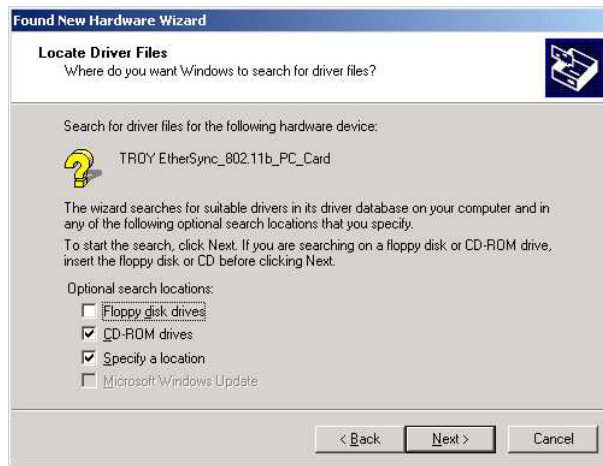 Found New Hardware Wizard
Locate Driver Files
Where do you want Windows to search for driver files?
Search for driver files for the following hardware device:
TROY EtherSync_802.11b_PC_Card
The wizard searches for suitable drivers in its driver database on your computer and in
any of the following optional search locations that you specify.
To start the search, click Next. If you are searching on a floppy disk or CD-ROM drive,
insert the floppy disk or CD before clicking Next.
Optional search locations:
Floppy disk drives
CD-ROM drives
Specify a location
Microsoft Windows Update
< Back Next > Cancel